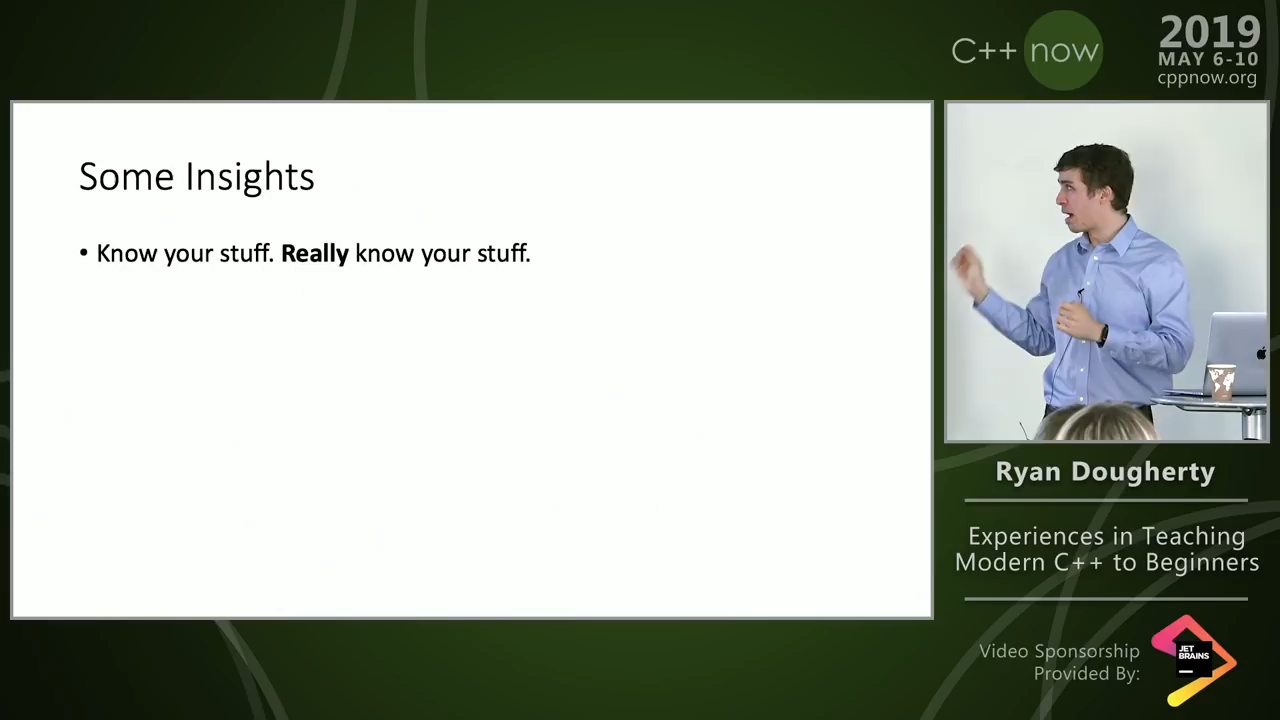 C++ now
2019
MAY 6-10
cppnow.org
Some Insights
• Know your stuff. Really know your stuff.
Ryan Dougherty
Experiences in Teaching
Modern C++ to Beginners
Video Sponsorship
Provided By:
JET
BRAINS